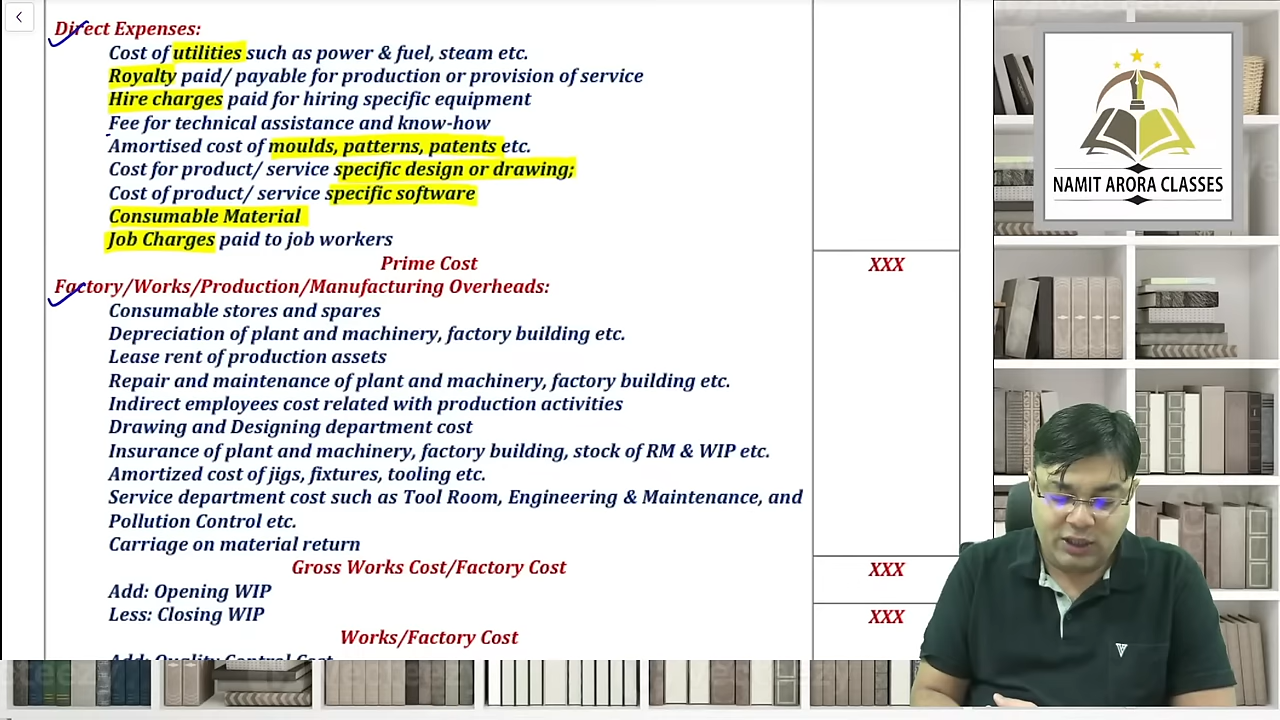 Direct Expenses:
Cost of utilities such as power & fuel, steam etc.
Royalty paid/ payable for production or provision of service
Hire charges paid for hiring specific equipment
Fee for technical assistance and know-how
Amortised cost of moulds, patterns, patents etc.
Cost for product/ service specific design or drawing;
Cost of product/ service specific software
Consumable Material
Job Charges paid to job workers
Prime Cost XXX
Factory/Works/Production/Manufacturing Overheads:
Consumable stores and spares
Depreciation of plant and machinery, factory building etc.
Lease rent of production assets
Repair and maintenance of plant and machinery, factory building etc.
Indirect employees cost related with production activities
Drawing and Designing department cost
Insurance of plant and machinery, factory building, stock of RM & WIP etc.
Amortized cost of jigs, fixtures, tooling etc.
Service department cost such as Tool Room, Engineering & Maintenance, and
Pollution Control etc.
Carriage on material return
Gross Works Cost/Factory Cost XXX
Add: Opening WIP
Less: Closing WIP XXX
Works/Factory Cost
Add: Quality Control Cost
NAMIT ARORA CLASSES